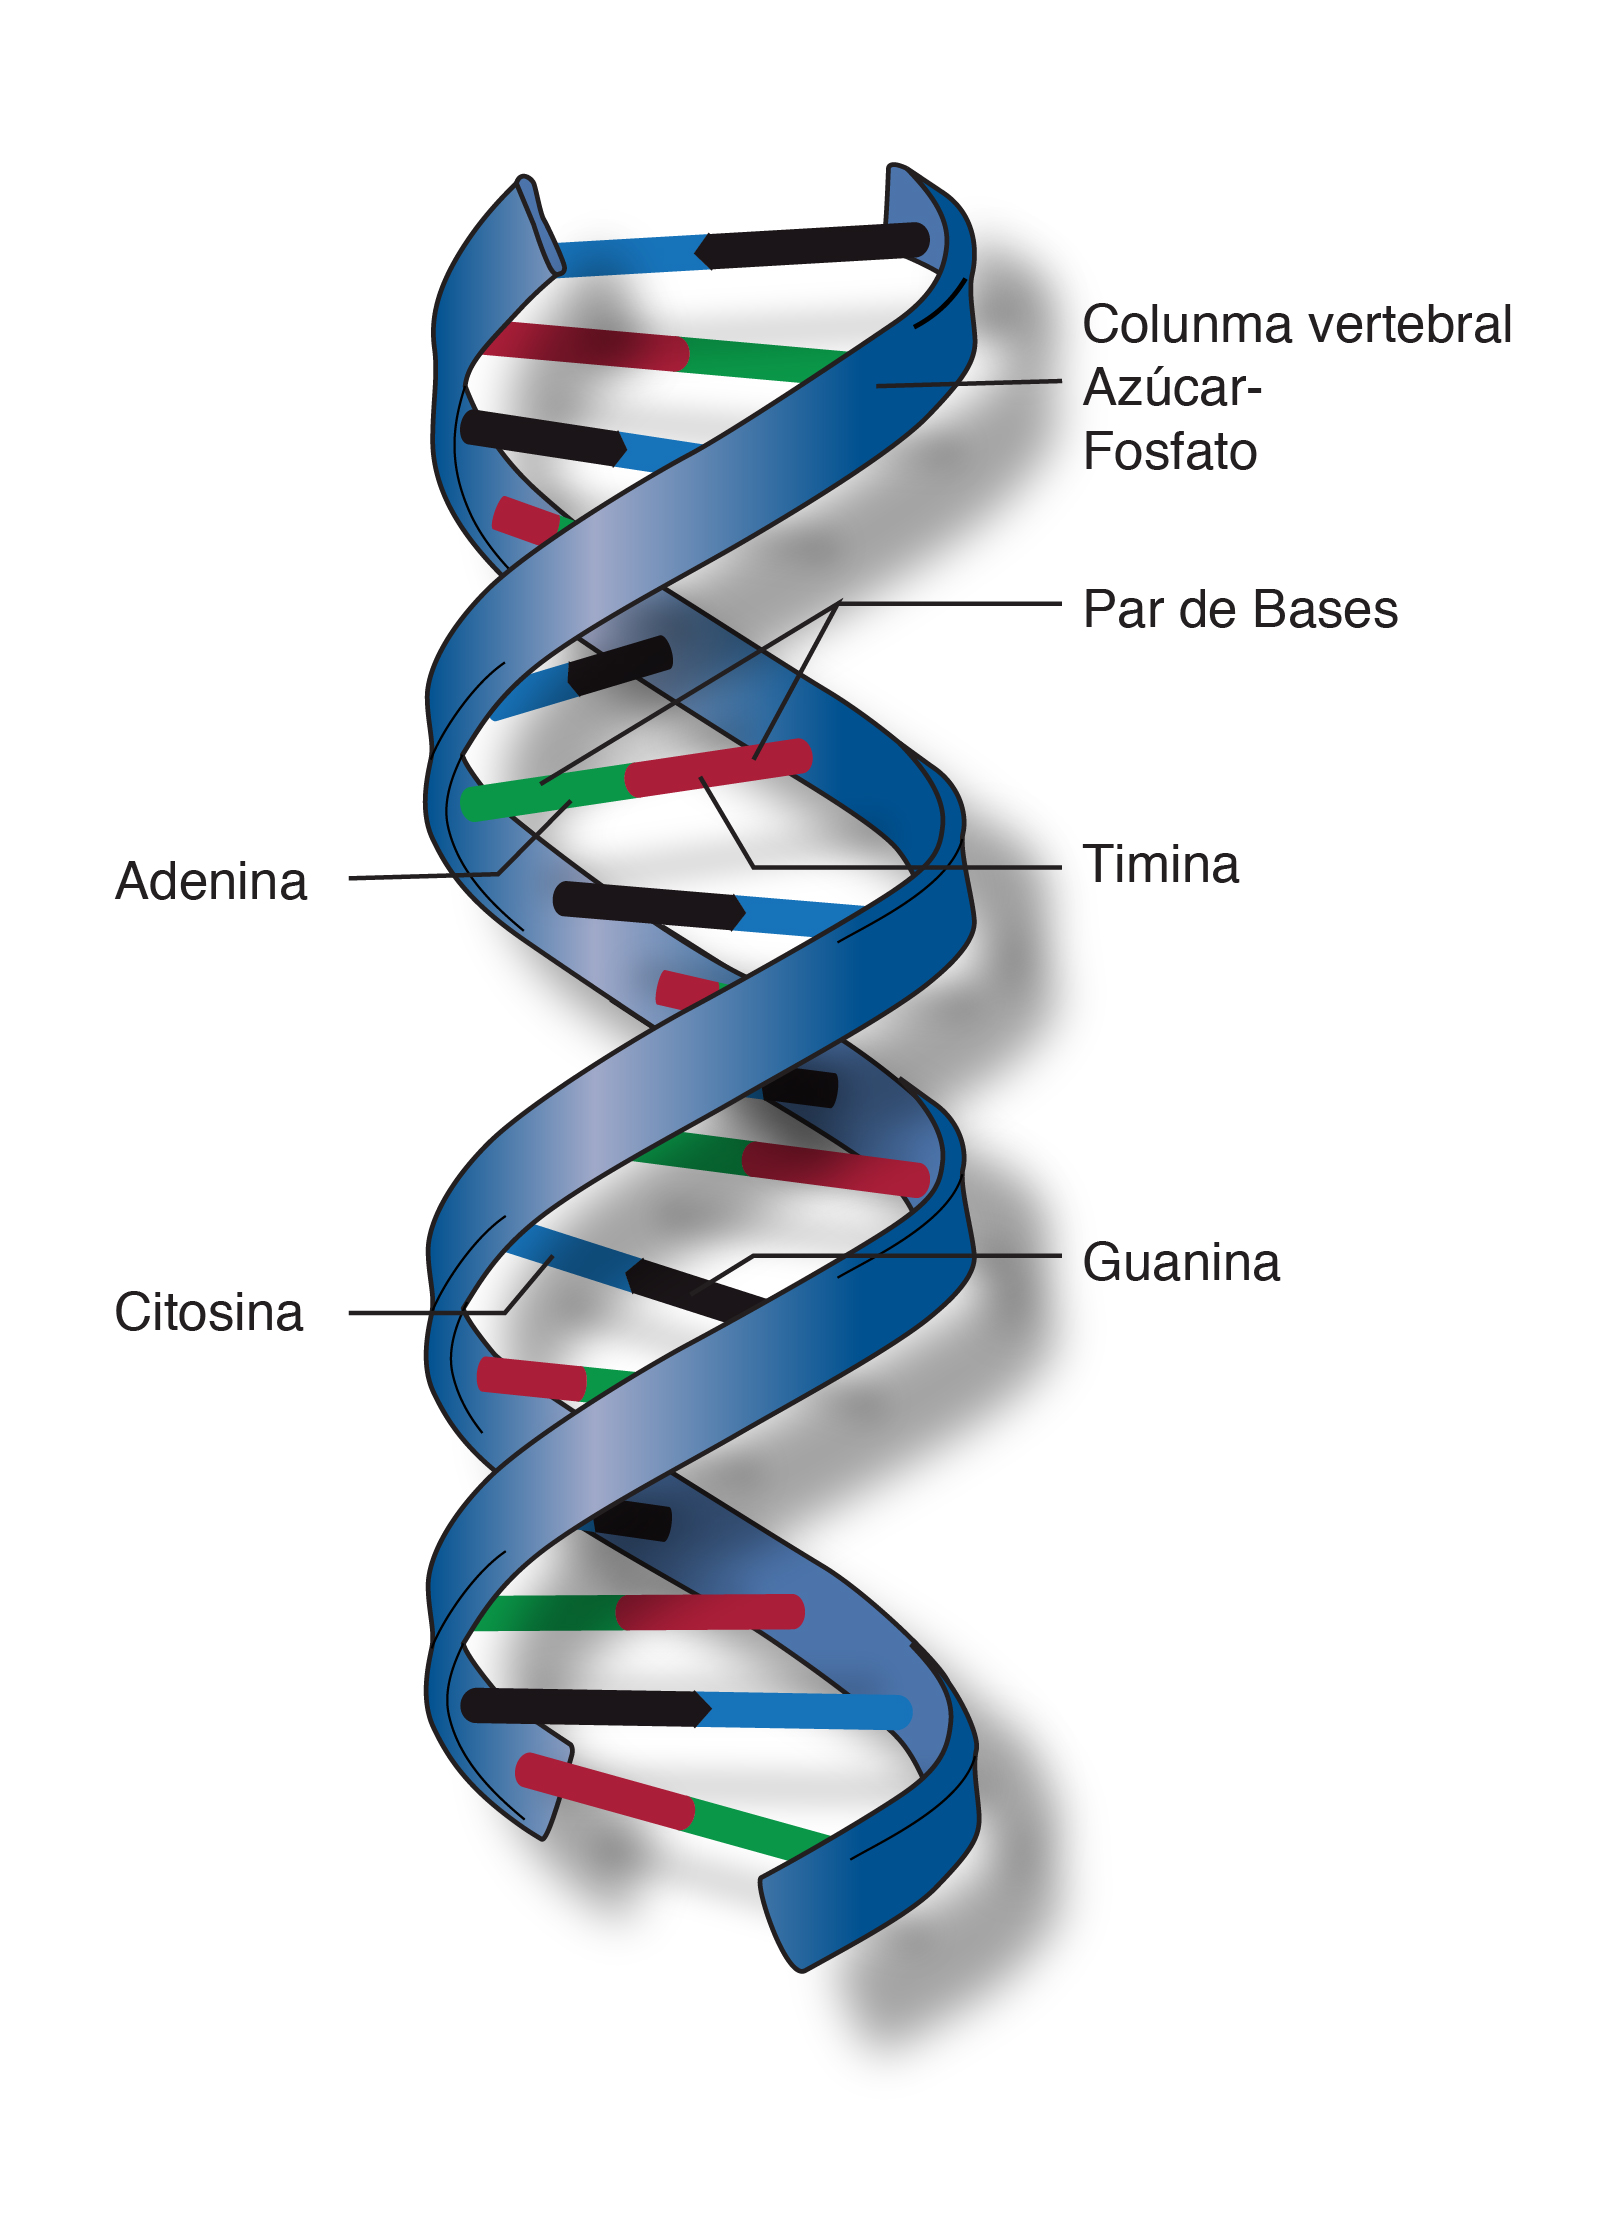 Colunma vertebral
Azúcar-
Fosfato
Par de Bases
Timina
Adenina
Guanina
Citosina